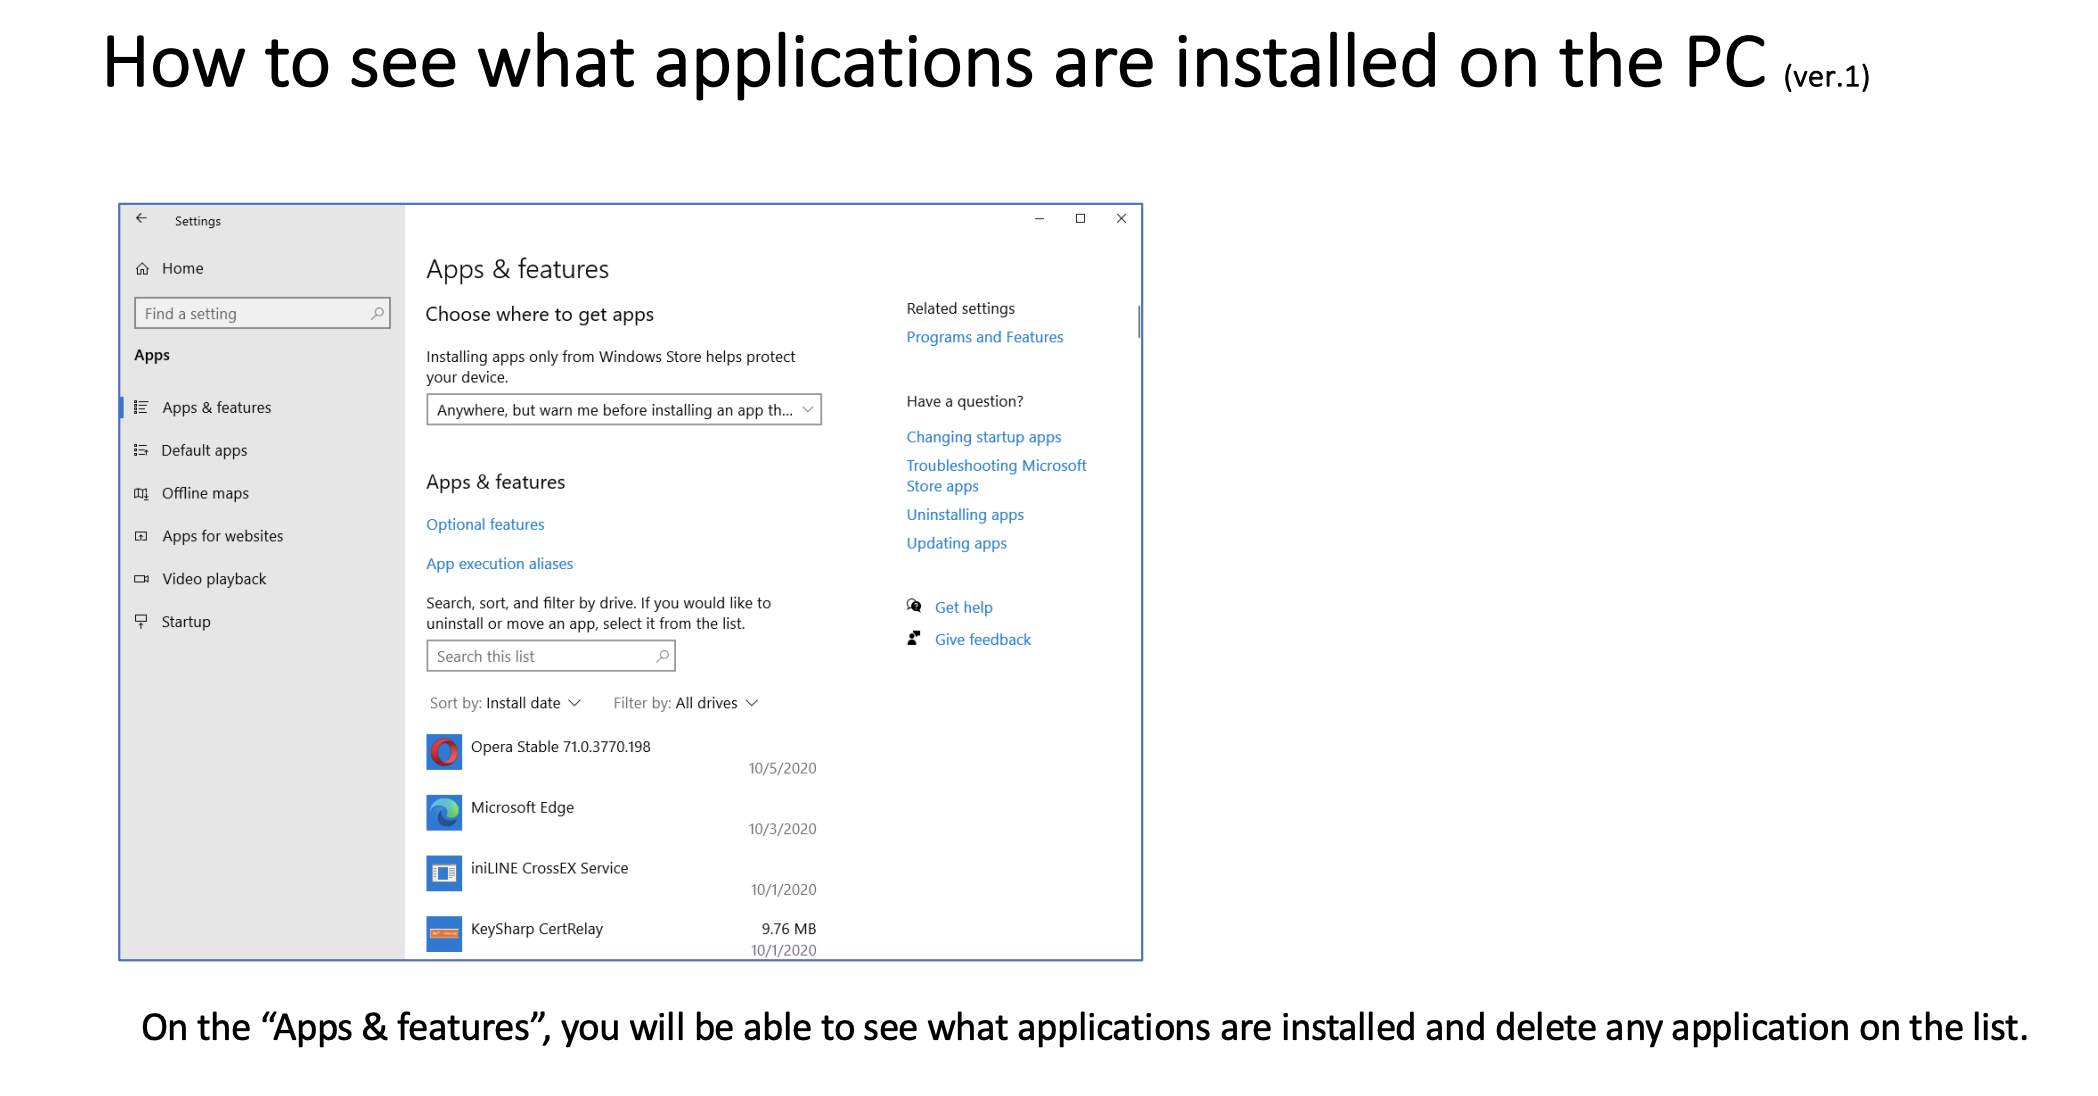 How to see what applications are installed on the PC (ver.1)
Settings
Home
Find a setting
Apps
Apps & features
Default apps
Offline maps
Apps for websites
Video playback
Startup
Apps & features
Choose where to get apps
Installing apps only from Windows Store helps protect
your device.
Anywhere, but warn me before installing an app th...
Apps & features
Optional features
App execution aliases
Search, sort, and filter by drive. If you would like to
uninstall or move an app, select it from the list.
Search this list
Sort by: Install date Filter by: All drives
Opera Stable 71.0.3770.198
10/5/2020
Microsoft Edge
10/3/2020
iniLINE CrossEX Service
10/1/2020
KeySharp CertRelay 9.76 MB
10/1/2020
Related settings
Programs and Features
Have a question?
Changing startup apps
Troubleshooting Microsoft
Store apps
Uninstalling apps
Updating apps
Get help
Give feedback
On the “Apps & features”, you will be able to see what applications are installed and delete any application on the list.